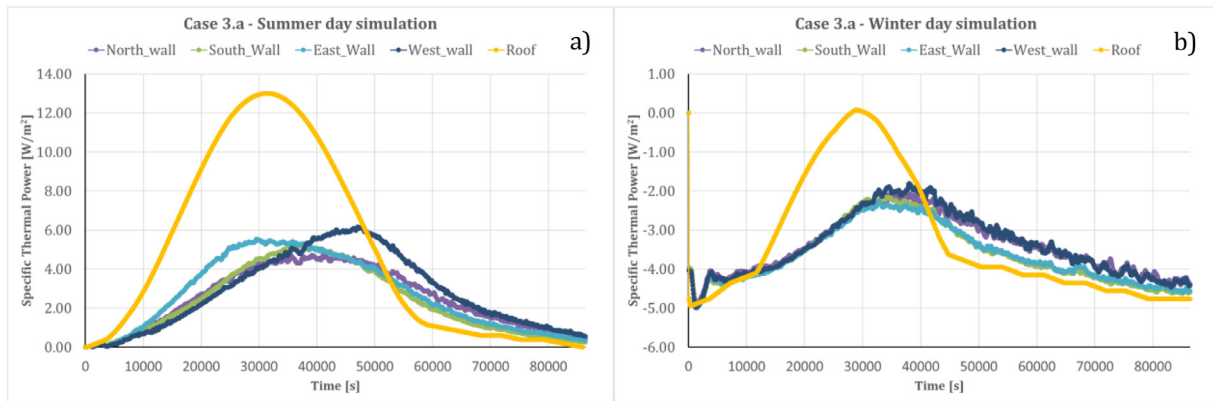 Case 3.a - Summer day simulation
a)
North_wall South_Wall East_Wall West_wall Roof
Specific Thermal Power [W/m²]
14.00
12.00
10.00
8.00
6.00
4.00
2.00
0.00
0 10000 20000 30000 40000 50000 60000 70000 80000
Time [s]
Case 3.a - Winter day simulation
b)
North_wall South_Wall East_Wall West_wall Roof
Specific Thermal Power [W/m²]
1.00
0.00
-1.00
-2.00
-3.00
-4.00
-5.00
-6.00
0 10000 20000 30000 40000 50000 60000 70000 80000
Time [s]